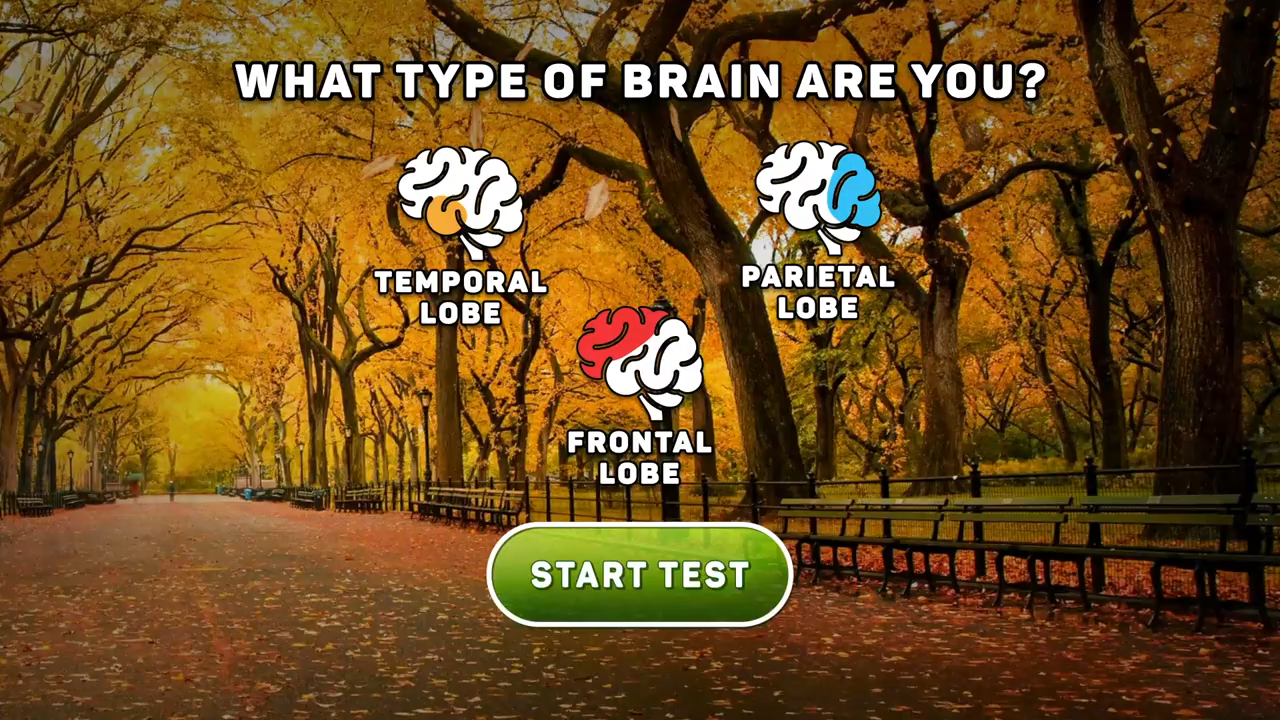 WHAT TYPE OF BRAIN ARE YOU?
TEMPORAL
LOBE
PARIETAL
LOBE
FRONTAL
LOBE
START TEST